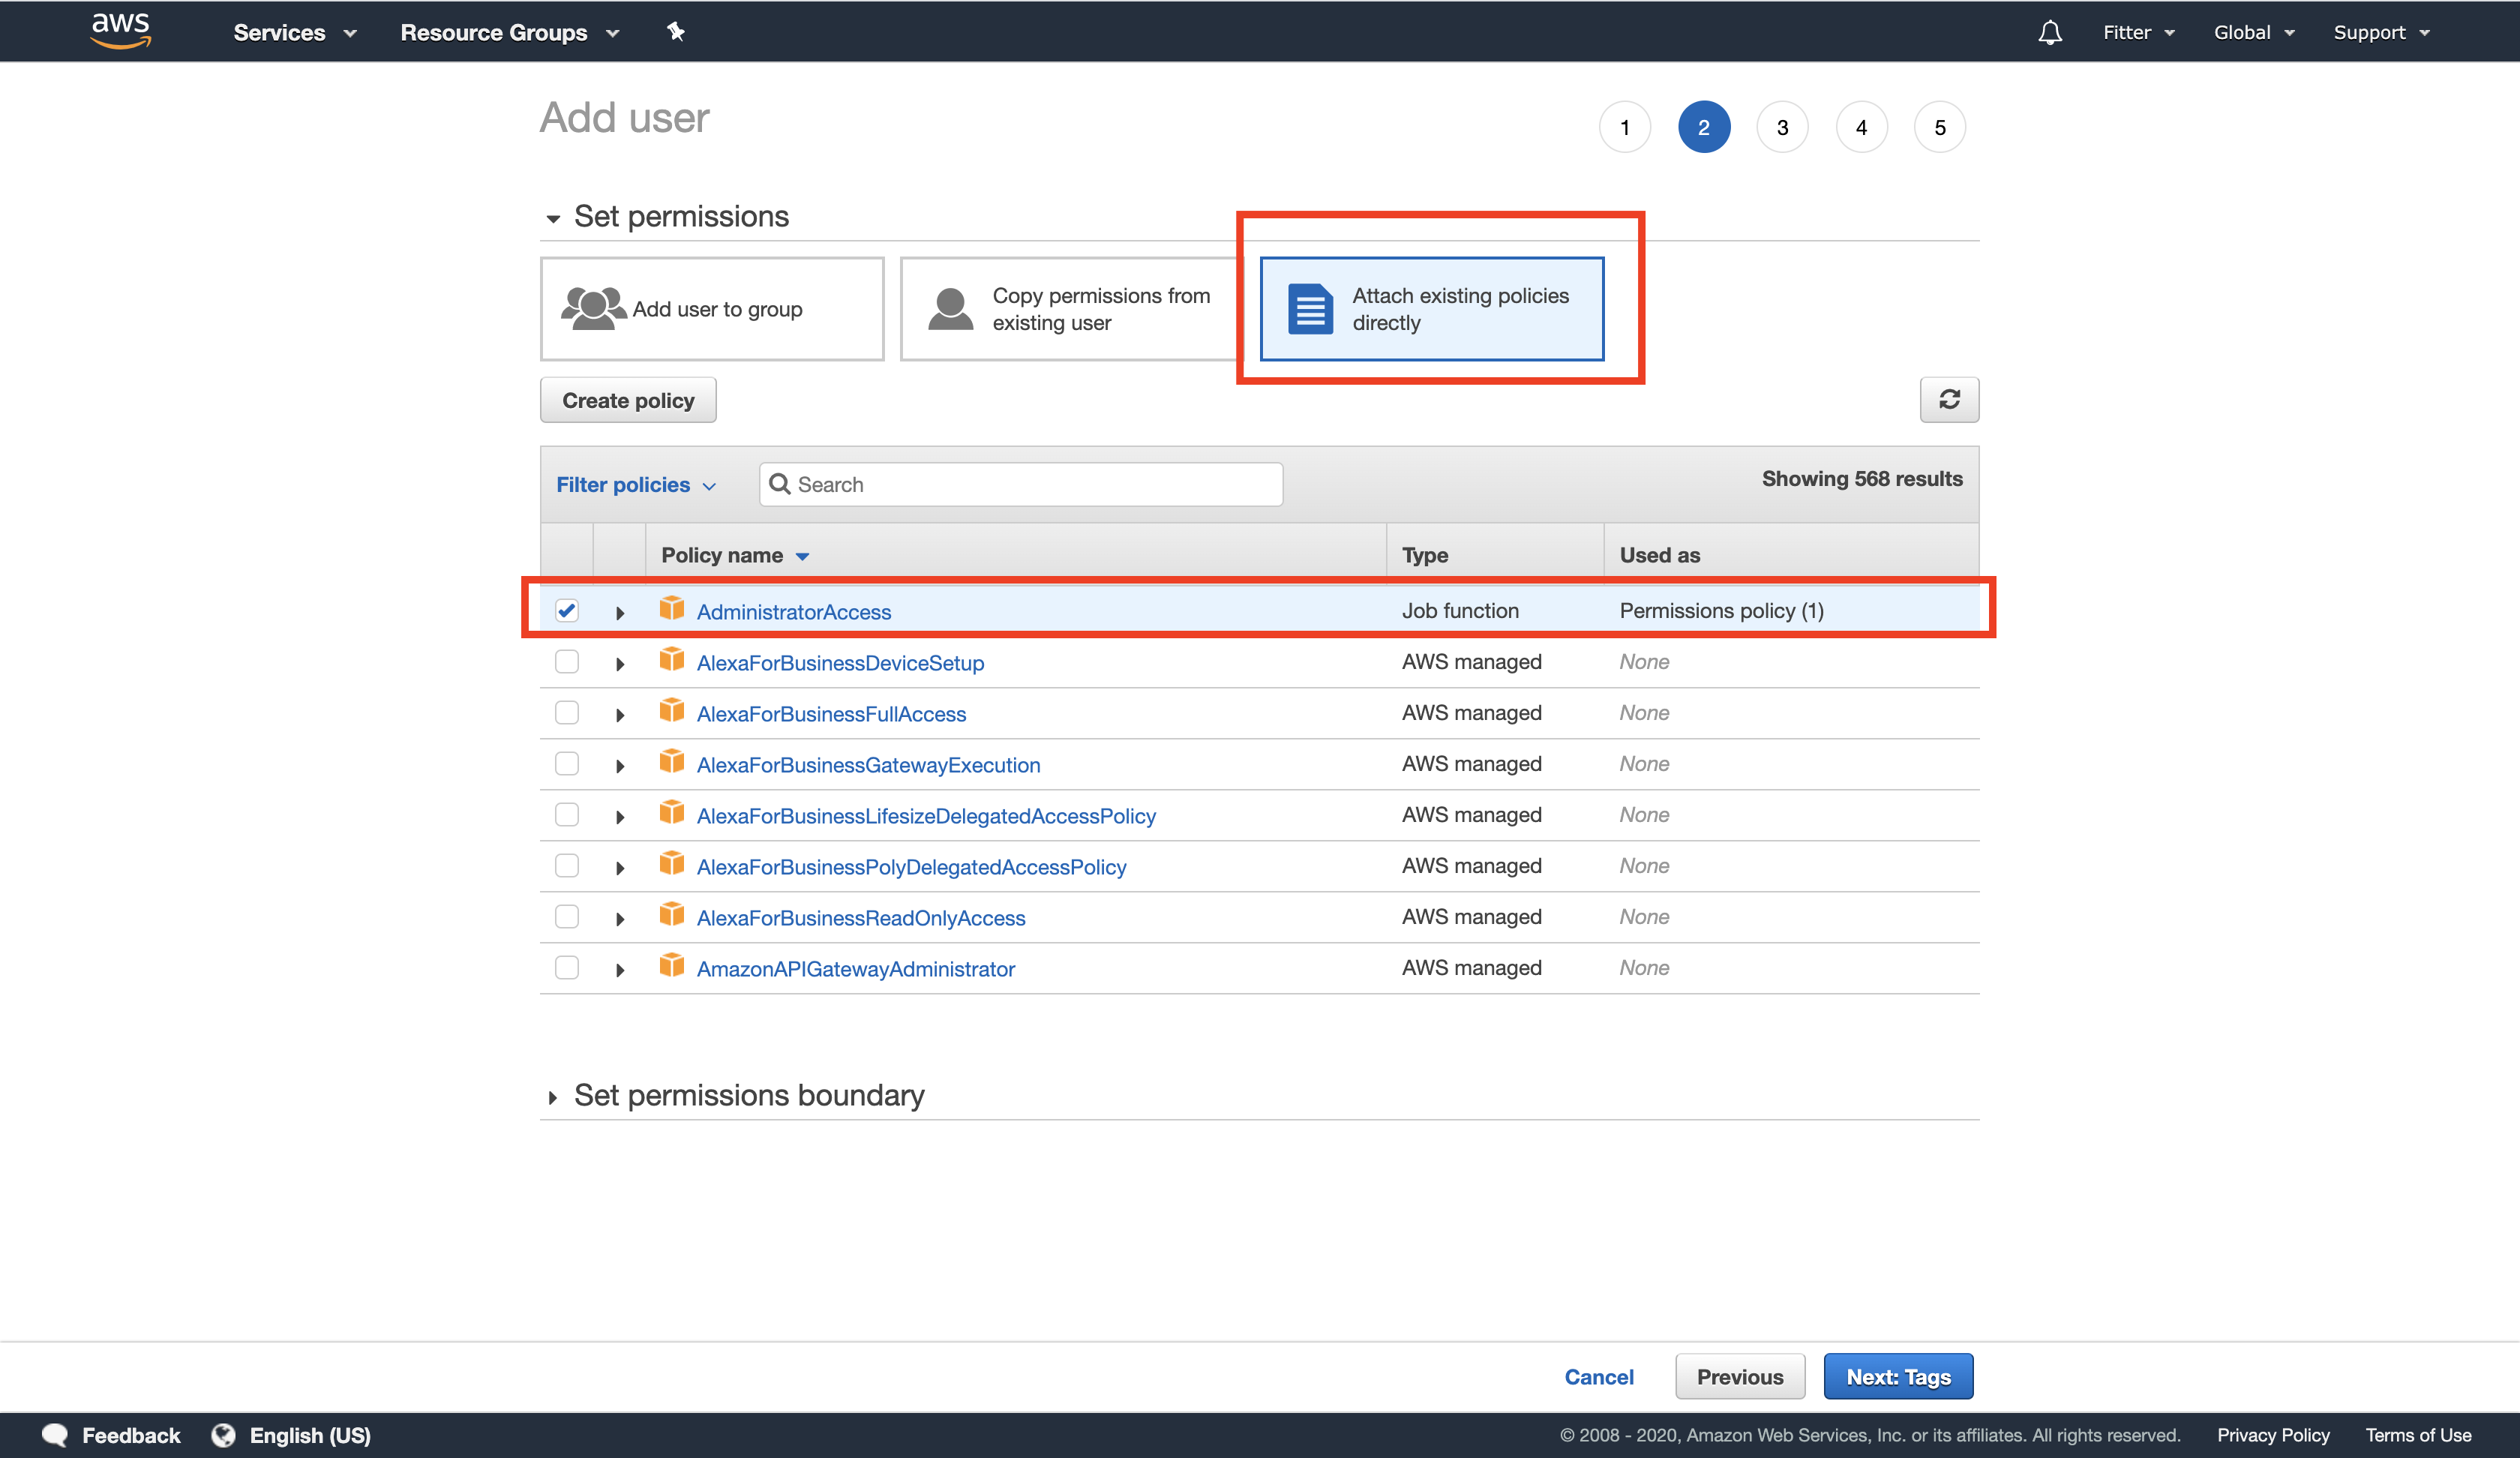 aws Services Resource Groups Fitter Global Support
Add user 1 2 3 4 5
Set permissions
Add user to group
Copy permissions from
existing user
Attach existing policies
directly
Create policy
Filter policies Search Showing 568 results
Policy name Type Used as
AdministratorAccess Job function Permissions policy (1)
AlexaForBusinessDeviceSetup AWS managed None
AlexaForBusinessFullAccess AWS managed None
AlexaForBusinessGatewayExecution AWS managed None
AlexaForBusinessLifesizeDelegatedAccessPolicy AWS managed None
AlexaForBusinessPolyDelegatedAccessPolicy AWS managed None
AlexaForBusinessReadOnlyAccess AWS managed None
AmazonAPIGatewayAdministrator AWS managed None
Set permissions boundary
Cancel Previous Next: Tags
Feedback English (US) © 2008 - 2020, Amazon Web Services, Inc. or its affiliates. All rights reserved. Privacy Policy Terms of Use